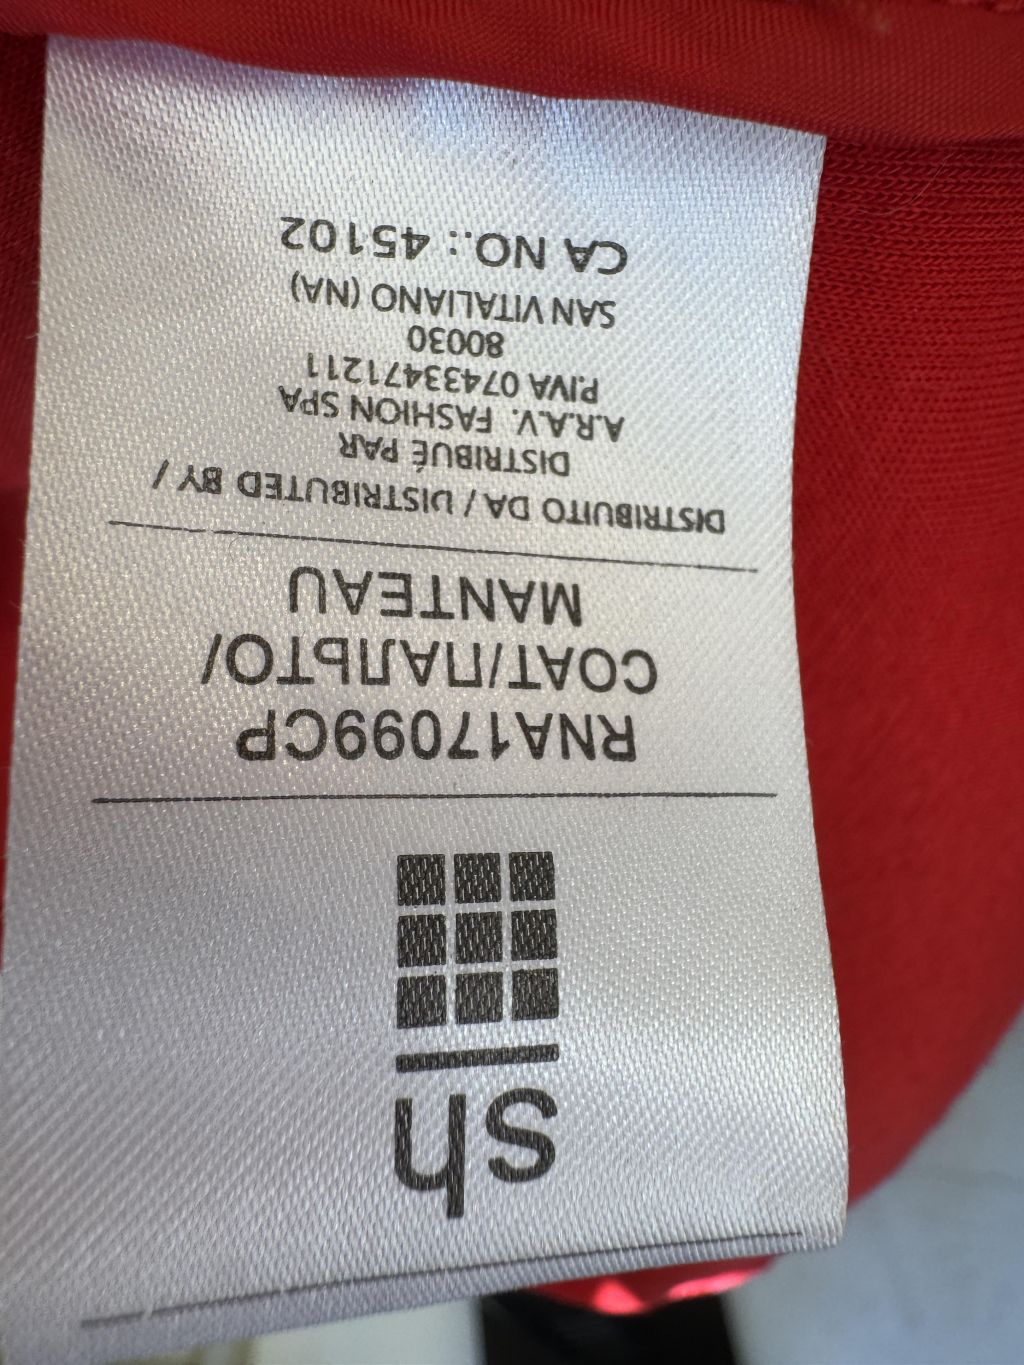 sh
RNA17099CP
COAT/ПАЛЬТО/
MANTEAU
DISTRIBUITO DA / DISTRIBUTED BY /
DISTRIBUÉ PAR
A.R.A.V. FASHION SPA
P.IVA 07433471211
80030
SAN VITALIANO (NA)
CA NO.: 45102